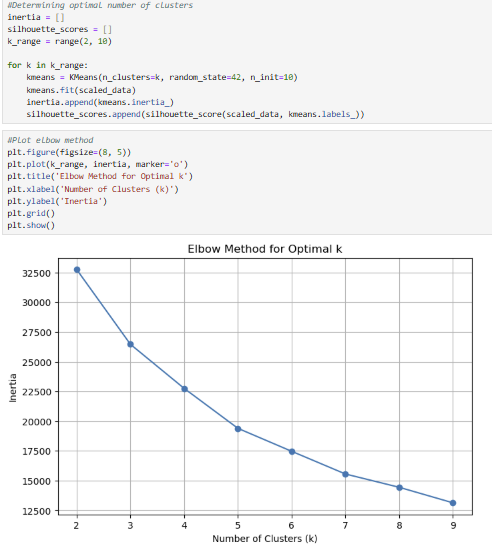 #Determining optimal number of clusters
inertia = []
silhouette_scores = []
k_range = range(2, 10)
for k in k_range:
    kmeans = KMeans(n_clusters=k, random_state=42, n_init=10)
    kmeans.fit(scaled_data)
    inertia.append(kmeans.inertia_)
    silhouette_scores.append(silhouette_score(scaled_data, kmeans.labels_))
#Plot elbow method
plt.figure(figsize=(8, 5))
plt.plot(k_range, inertia, marker='o')
plt.title('Elbow Method for Optimal k')
plt.xlabel('Number of Clusters (k)')
plt.ylabel('Inertia')
plt.grid()
plt.show()
Elbow Method for Optimal k
32500
30000
27500
25000
22500
20000
17500
15000
12500
Inertia
2 3 4 5 6 7 8 9
Number of Clusters (k)